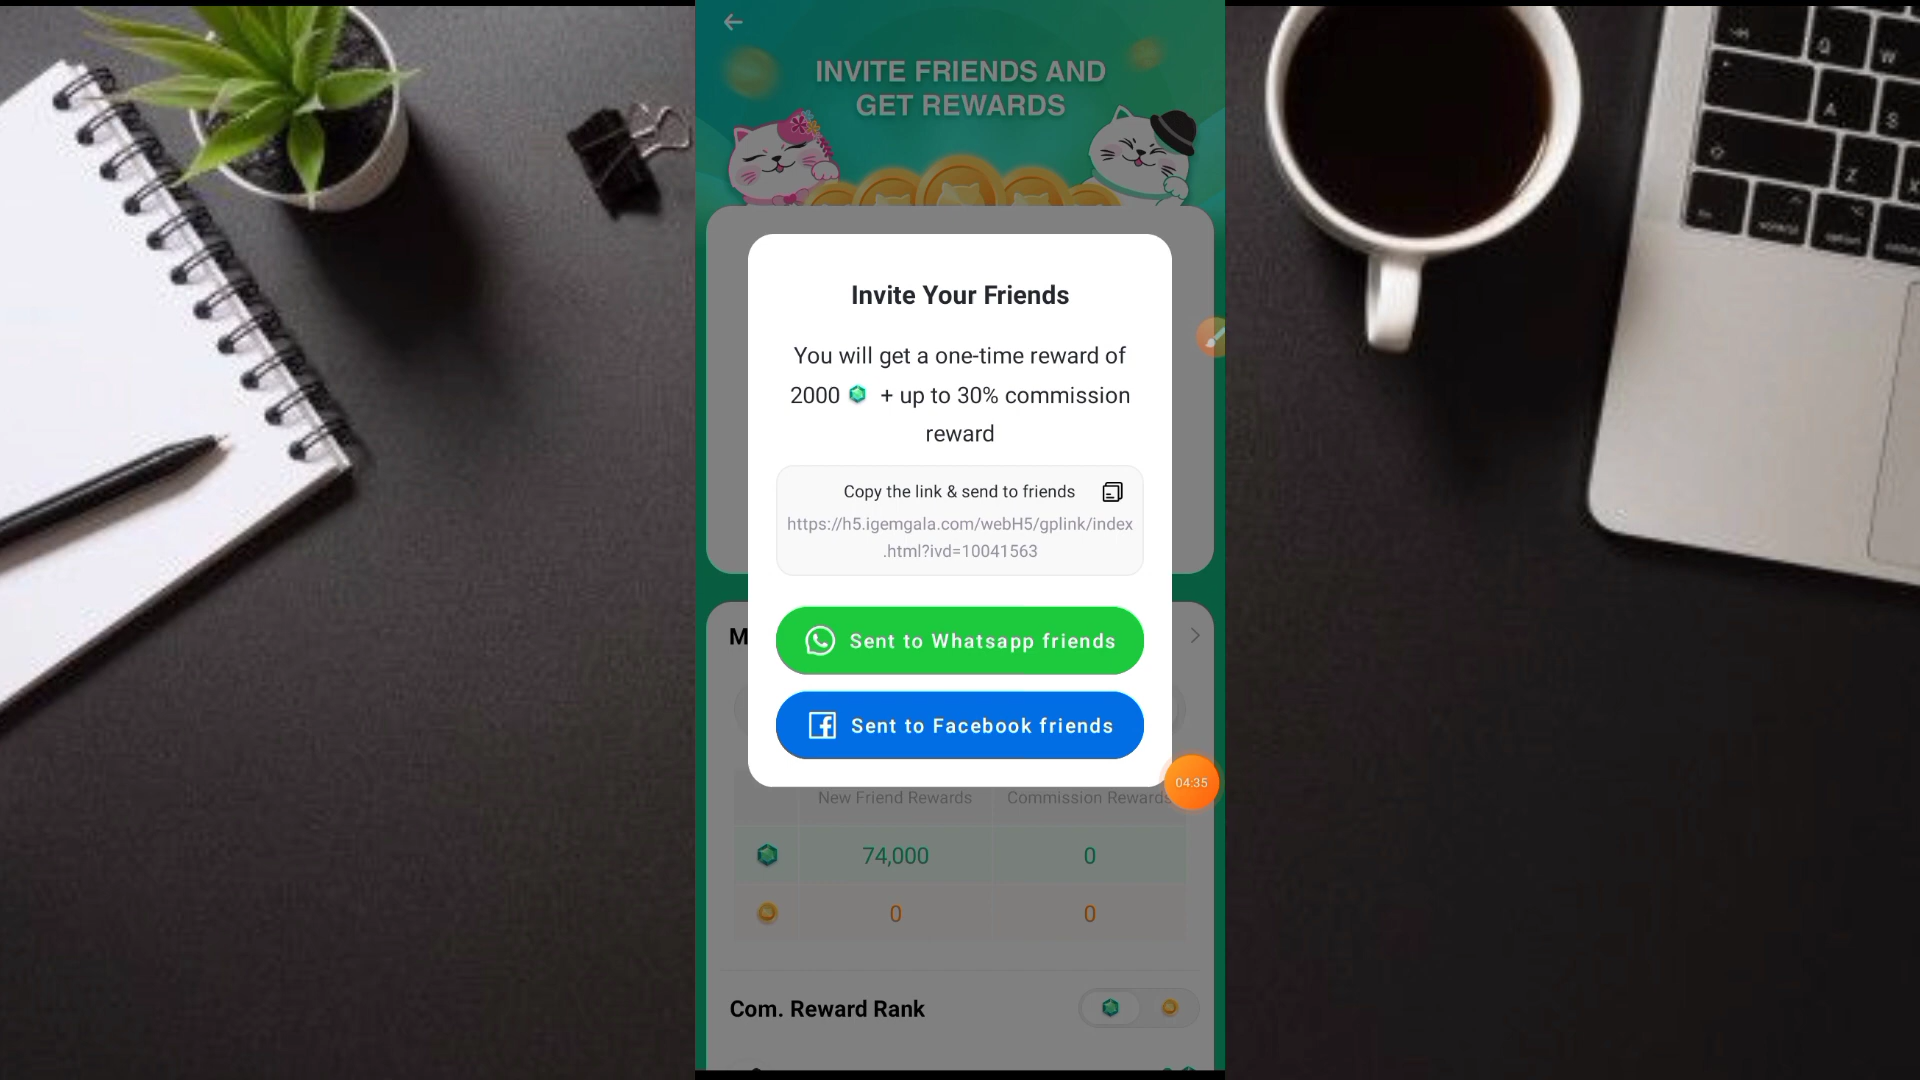 INVITE FRIENDS AND
GET REWARDS
Invite Your Friends
You will get a one-time reward of
2000 + up to 30% commission
reward
Copy the link & send to friends
https://h5.igemgala.com/webH5/gplink/index
.html?ivd=10041563
M
Sent to Whatsapp friends
Sent to Facebook friends
04:35
New Friend Rewards Commission Rewards
74,000 0
0 0
Com. Reward Rank
Q
W
A
S
Z
X